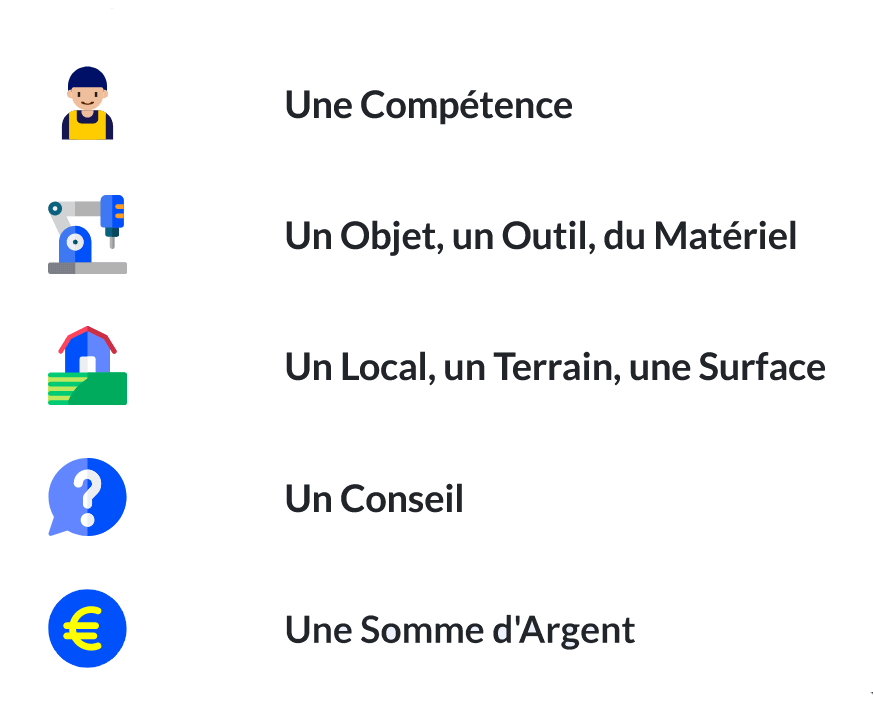 Une Compétence
Un Objet, un Outil, du Matériel
Un Local, un Terrain, une Surface
Un Conseil
Une Somme d'Argent